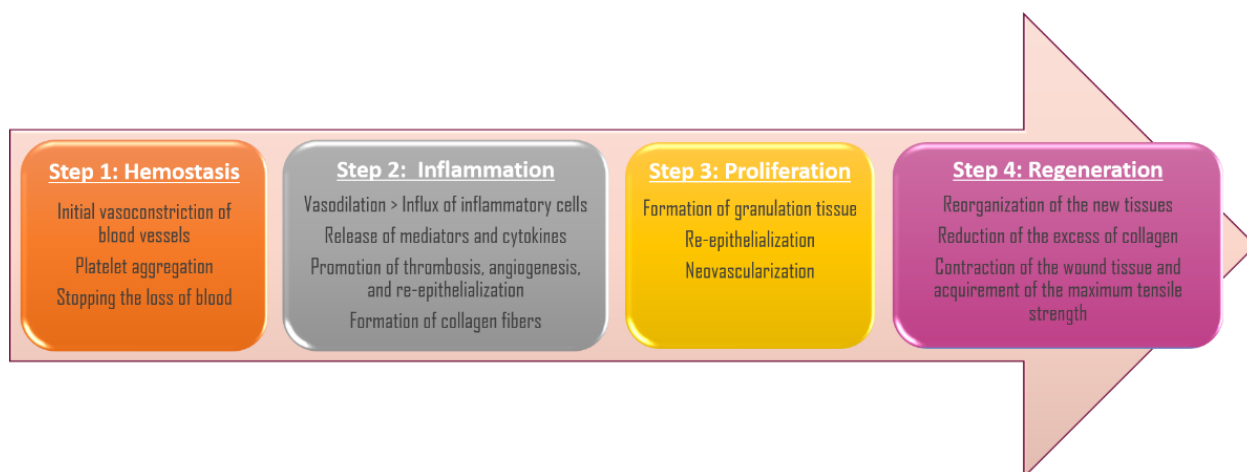 Step 1: Hemostasis
Initial vasoconstriction of
blood vessels
Platelet aggregation
Stopping the loss of blood
Step 2: Inflammation
Vasodilation > Influx of inflammatory cells
Release of mediators and cytokines
Promotion of thrombosis, angiogenesis,
and re-epithelialization
Formation of collagen fibers
Step 3: Proliferation
Formation of granulation tissue
Re-epithelialization
Neovascularization
Step 4: Regeneration
Reorganization of the new tissues
Reduction of the excess of collagen
Contraction of the wound tissue and
acquirement of the maximum tensile
strength